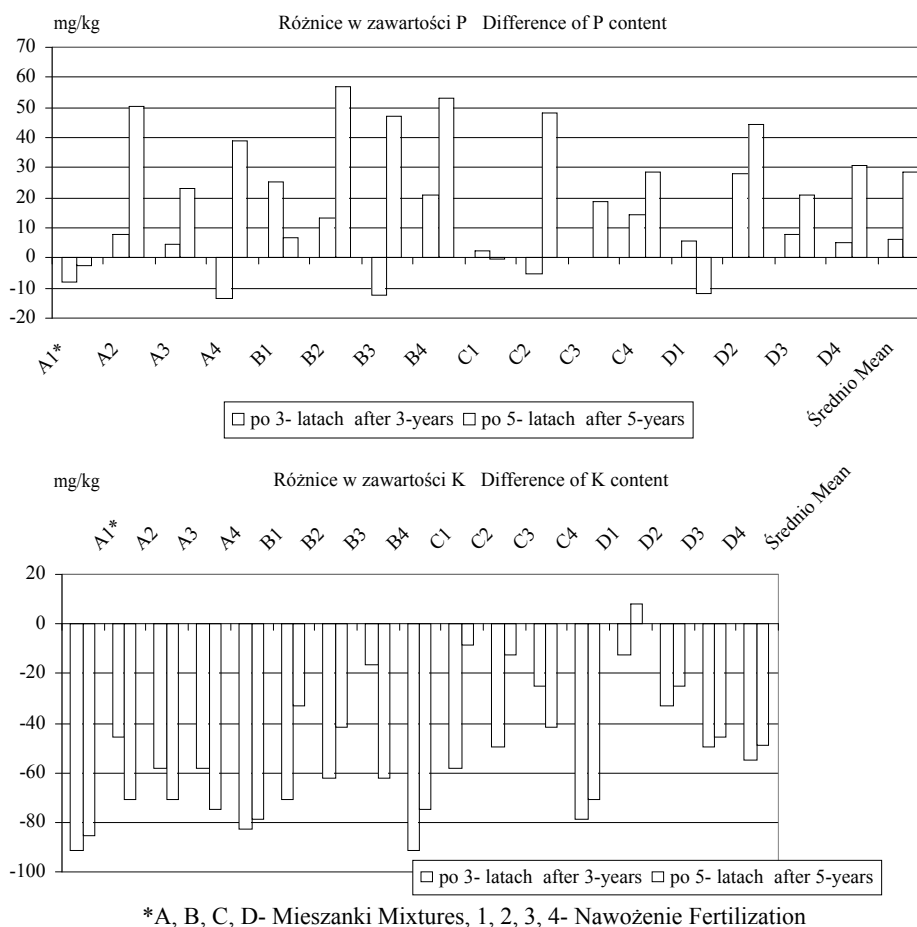 mg/kg Różnice w zawartości P Difference of P content
70
60
50
40
30
20
10
0
-10
-20
A1* A2 A3 A4 B1 B2 B3 B4 C1 C2 C3 C4 D1 D2 D3 D4 Średnio Mean
po 3- latach after 3-years po 5- latach after 5-years
mg/kg Różnice w zawartości K Difference of K content
A1* A2 A3 A4 B1 B2 B3 B4 C1 C2 C3 C4 D1 D2 D3 D4 Średnio Mean
20
0
-20
-40
-60
-80
-100
po 3- latach after 3-years po 5- latach after 5-years
*A, B, C, D- Mieszanki Mixtures, 1, 2, 3, 4- Nawożenie Fertilization